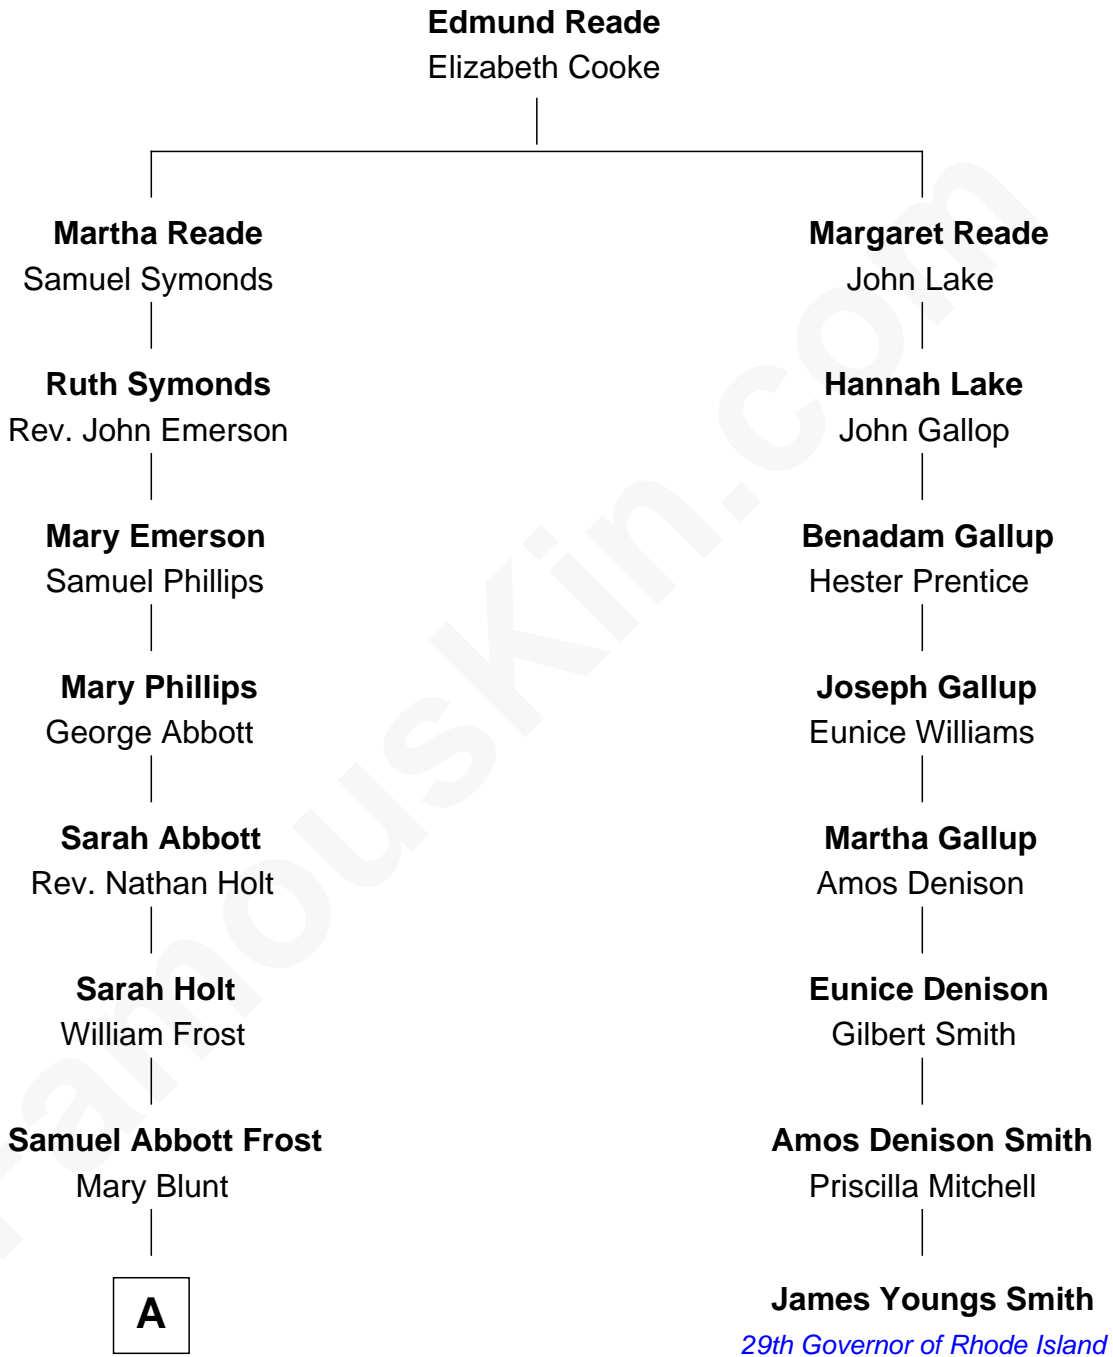 Edmund Reade
Elizabeth Cooke
Martha Reade
Samuel Symonds
Margaret Reade
John Lake
Ruth Symonds
Rev. John Emerson
Hannah Lake
John Gallop
Mary Emerson
Samuel Phillips
Benadam Gallup
Hester Prentice
Mary Phillips
George Abbott
Joseph Gallup
Eunice Williams
Sarah Abbott
Rev. Nathan Holt
Martha Gallup
Amos Denison
Sarah Holt
William Frost
Eunice Denison
Gilbert Smith
Samuel Abbott Frost
Mary Blunt
Amos Denison Smith
Priscilla Mitchell
A
James Youngs Smith
29th Governor of Rhode Island
FamousKin.com